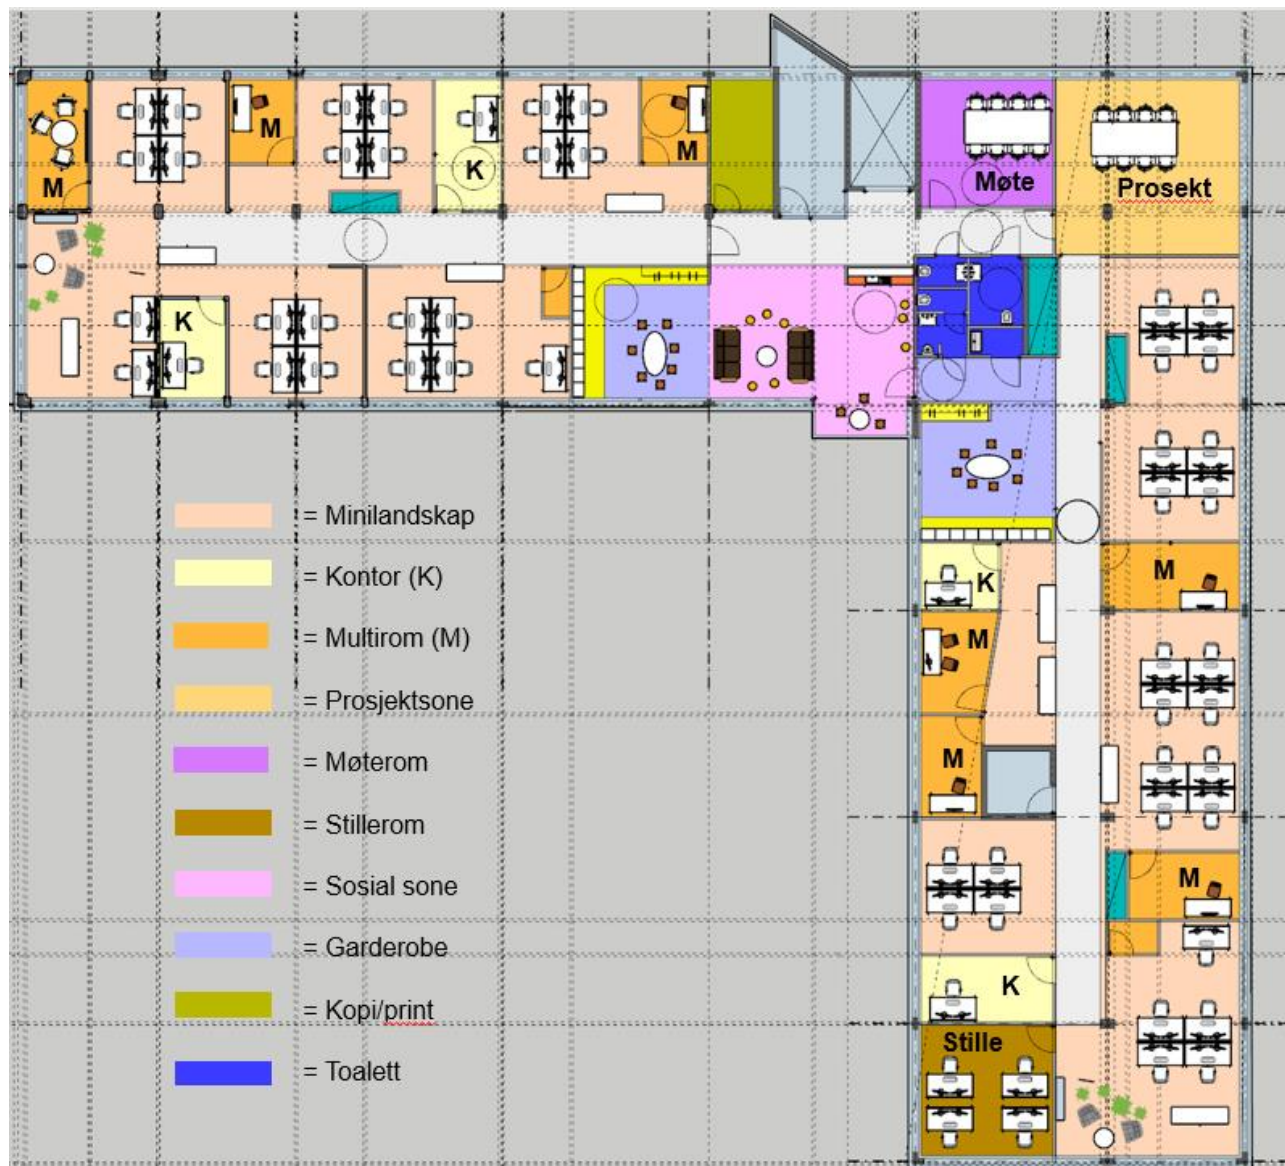 M
M
K
M
Møte
Prosekt
K
K
M
M
M
M
K
Stille
= Minilandskap
= Kontor (K)
= Multirom (M)
= Prosjektsone
= Møterom
= Stillerom
= Sosial sone
= Garderobe
= Kopi/print
= Toalett